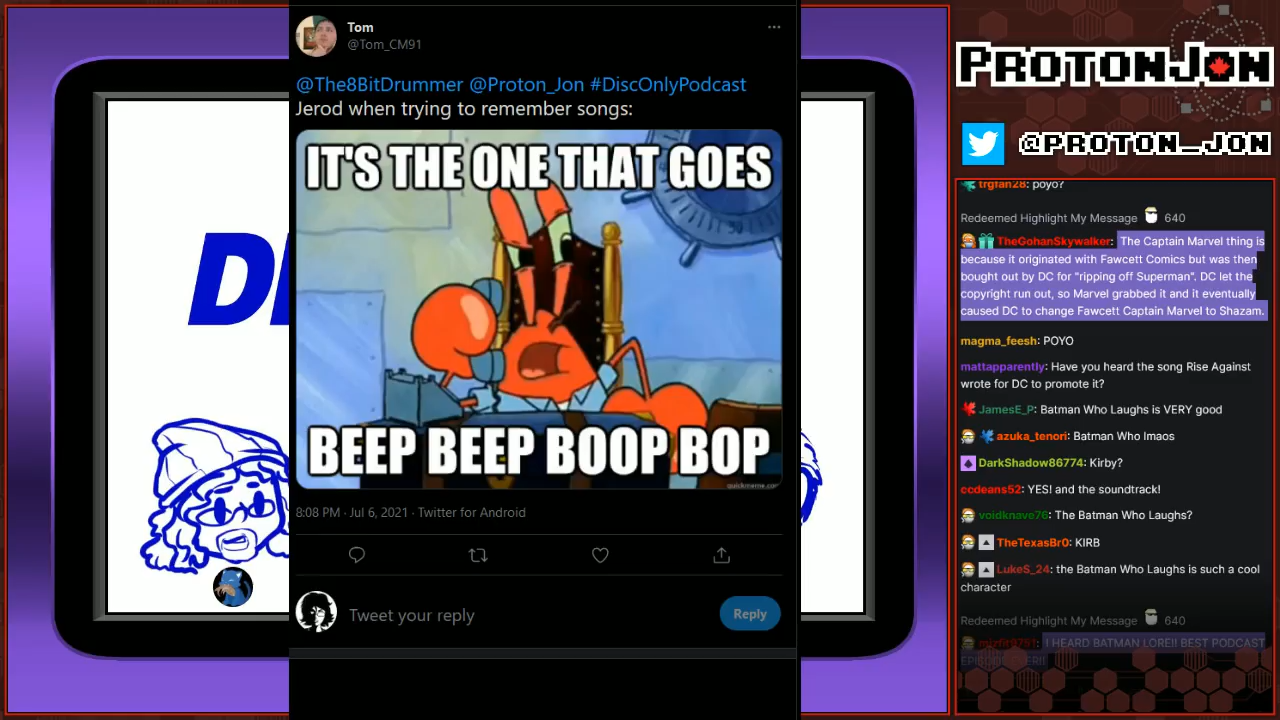 Tom
@Tom_CM91
@The8BitDrummer @Proton_Jon #DiscOnlyPodcast
Jerod when trying to remember songs:
IT'S THE ONE THAT GOES
BEEP BEEP BOOP BOP
quickmeme.com
8:08 PM · Jul 6, 2021 · Twitter for Android
Tweet your reply
Reply
PROTONJON
@PROTON_JON
trgfan28: poyo?
Redeemed Highlight My Message 640
TheGohanSkywalker: The Captain Marvel thing is
because it originated with Fawcett Comics but was then
bought out by DC for "ripping off Superman". DC let the
copyright run out, so Marvel grabbed it and it eventually
caused DC to change Fawcett Captain Marvel to Shazam.
magma_feesh: POYO
mattapparently: Have you heard the song Rise Against
wrote for DC to promote it?
JamesE_P: Batman Who Laughs is VERY good
azuka_tenori: Batman Who lmaos
DarkShadow86774: Kirby?
ccdeans52: YES! and the soundtrack!
voidknave76: The Batman Who Laughs?
TheTexasBr0: KIRB
LukeS_24: the Batman Who Laughs is such a cool
character
Redeemed Highlight My Message 640
I HEARD BATMAN LORE!! BEST PODCAST
EPISODE EVER!!